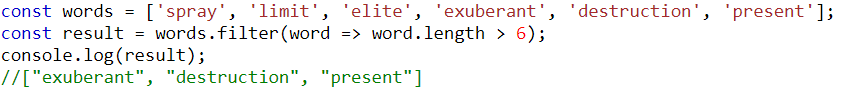 const words = ['spray', 'limit', 'elite', 'exuberant', 'destruction', 'present'];
const result = words.filter(word => word.length > 6);
console.log(result);
//["exuberant", "destruction", "present"]